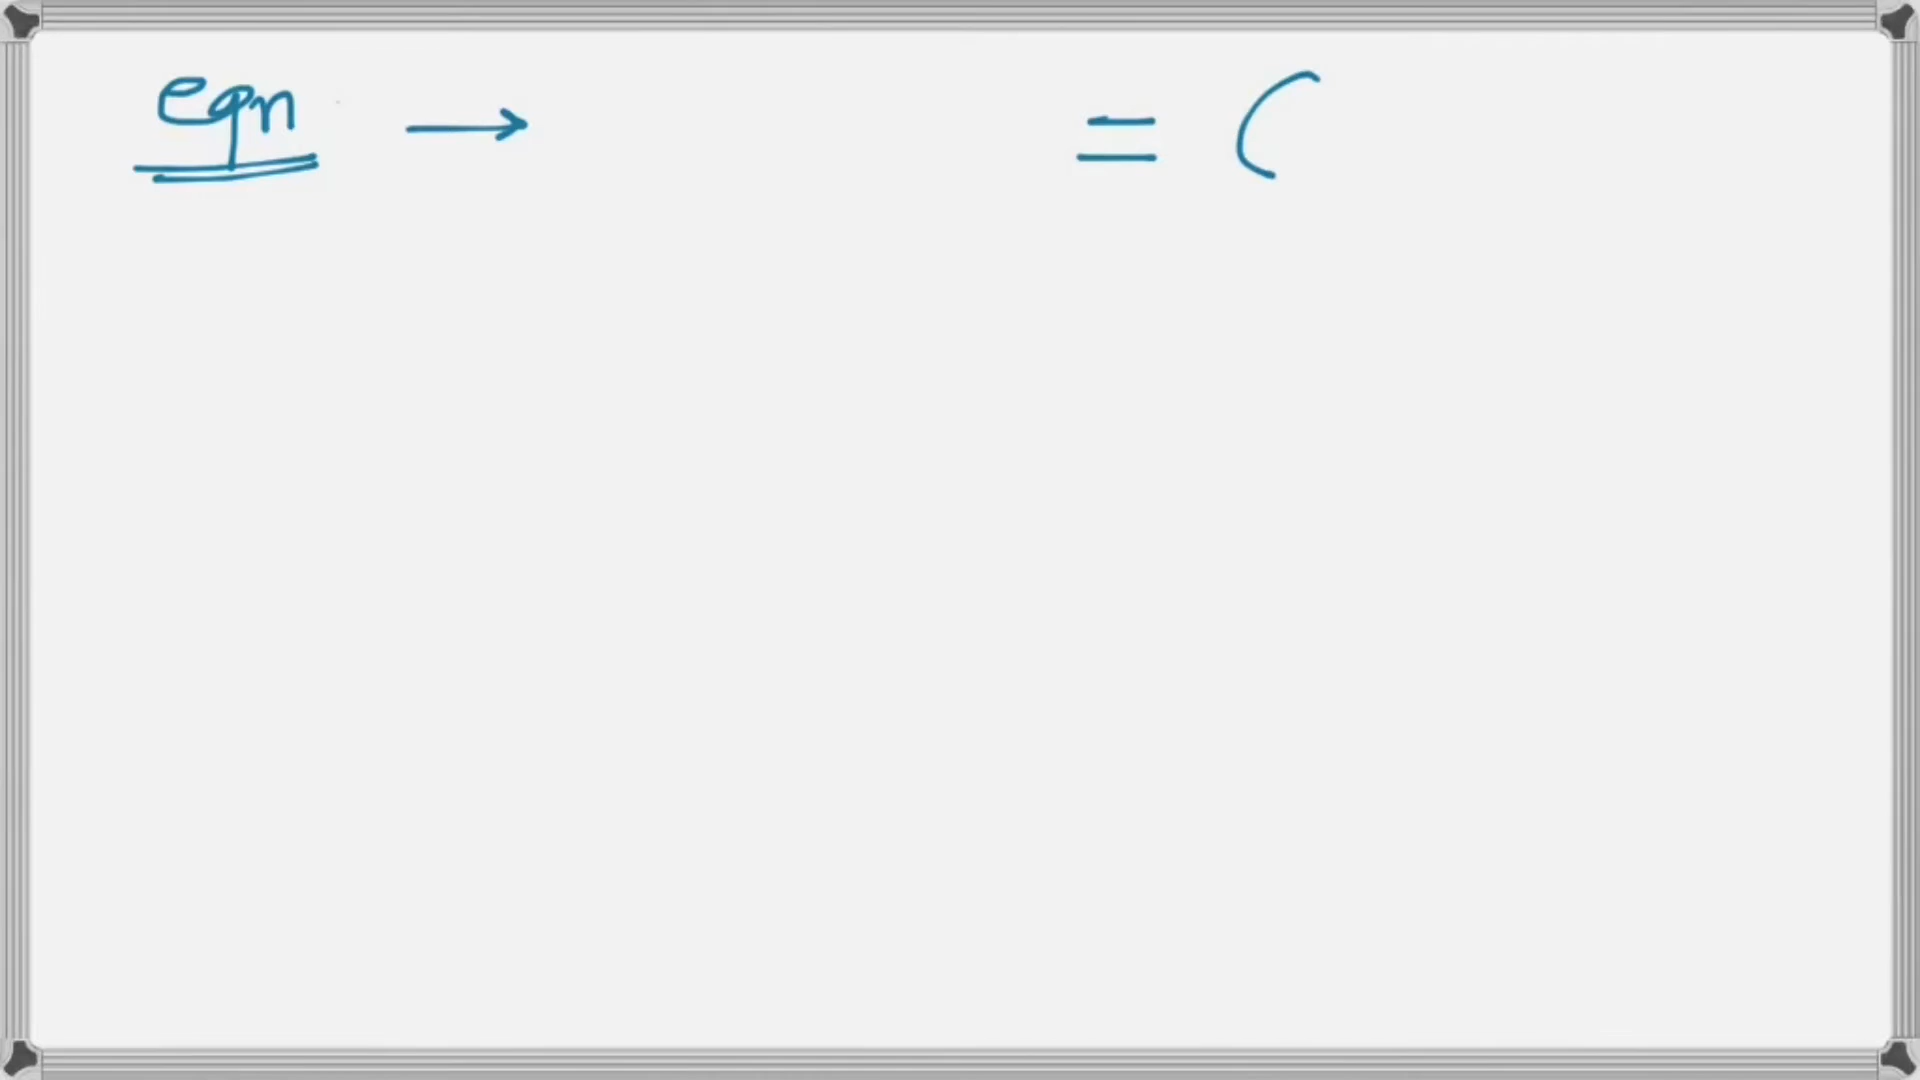 eqn → = (